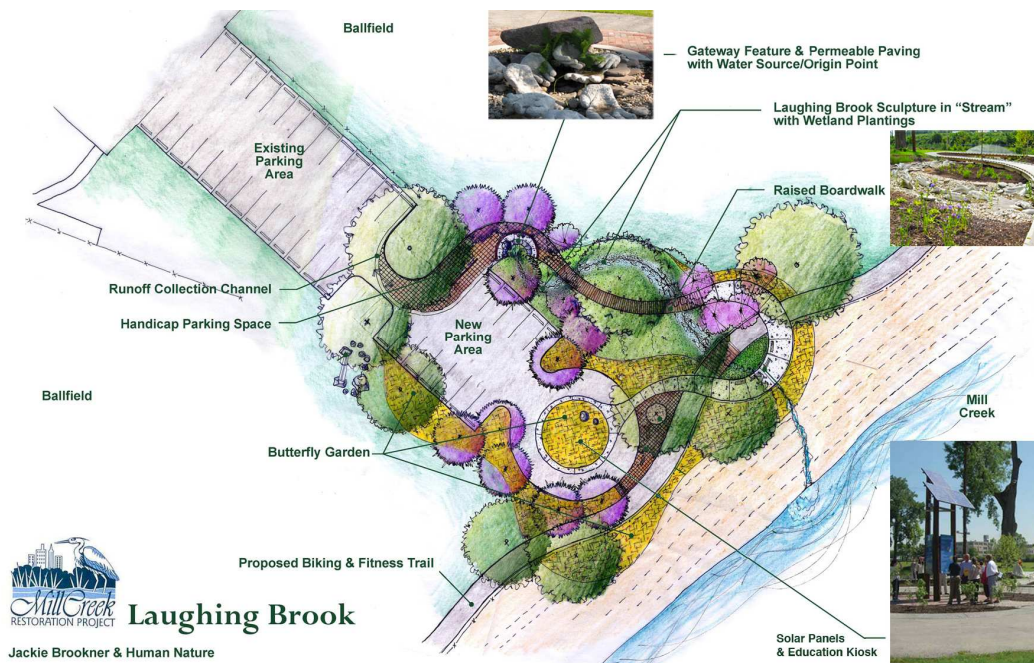 Ballfield
Gateway Feature & Permeable Paving
with Water Source/Origin Point
Laughing Brook Sculpture in “Stream”
with Wetland Plantings
Existing
Parking
Area
Raised Boardwalk
Runoff Collection Channel
Handicap Parking Space
New
Parking
Area
Ballfield
Mill
Creek
Butterfly Garden
Proposed Biking & Fitness Trail
Mill Creek
RESTORATION PROJECT
Laughing Brook
Solar Panels
& Education Kiosk
Jackie Brookner & Human Nature